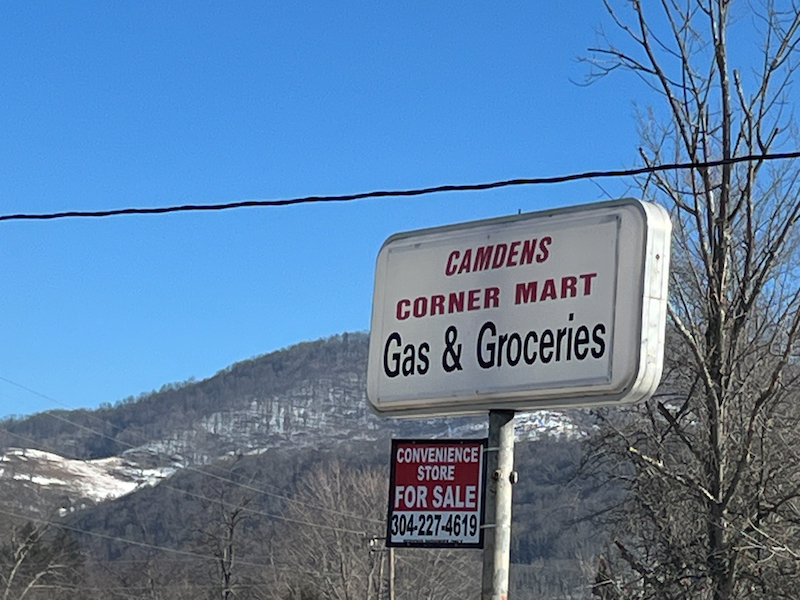 CAMDENS
CORNER MART
Gas & Groceries
CONVENIENCE
STORE
FOR SALE
304-227-4619